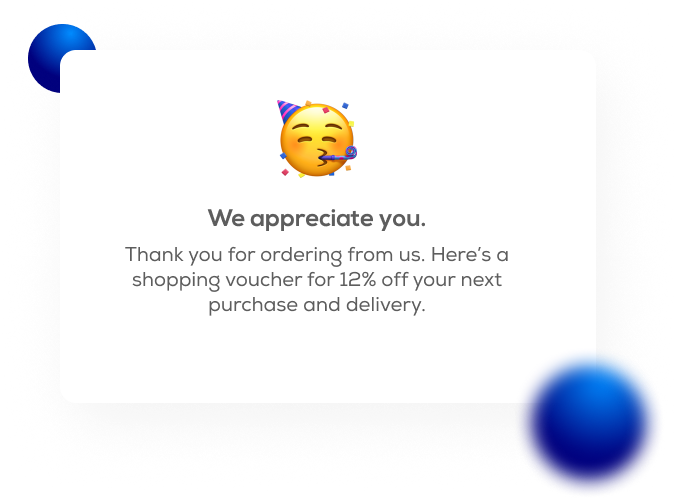 We appreciate you.
Thank you for ordering from us. Here’s a
shopping voucher for 12% off your next
purchase and delivery.